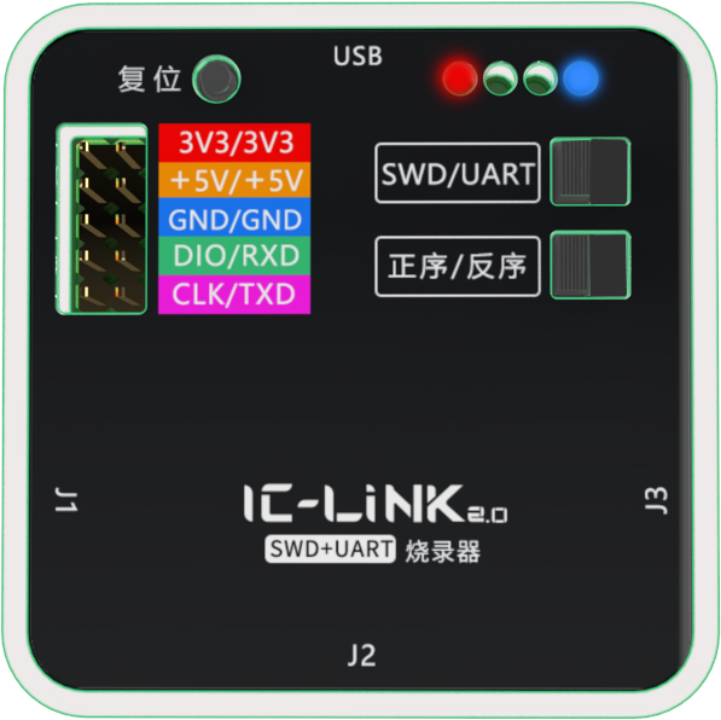 USB
复位
3V3/3V3
+5V/+5V
GND/GND
DIO/RXD
CLK/TXD
SWD/UART
正序/反序
J1
IC-LiNK2.0
SWD+UART 烧录器
J3
J2